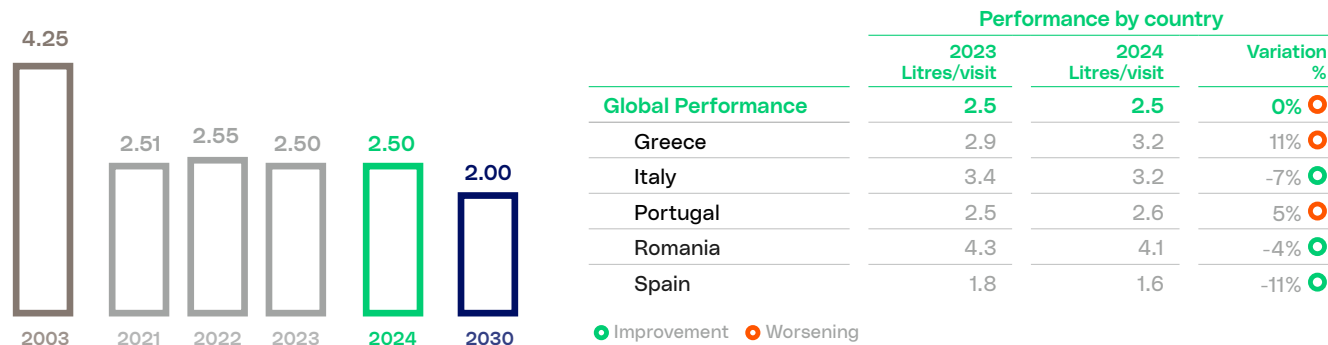 4.25
2.51
2.55
2.50
2.50
2.00
2003
2021
2022
2023
2024
2030
Performance by country
2023 Litres/visit
2024 Litres/visit
Variation %
Global Performance 2.5 2.5 0%
Greece 2.9 3.2 11%
Italy 3.4 3.2 -7%
Portugal 2.5 2.6 5%
Romania 4.3 4.1 -4%
Spain 1.8 1.6 -11%
Improvement Worsening